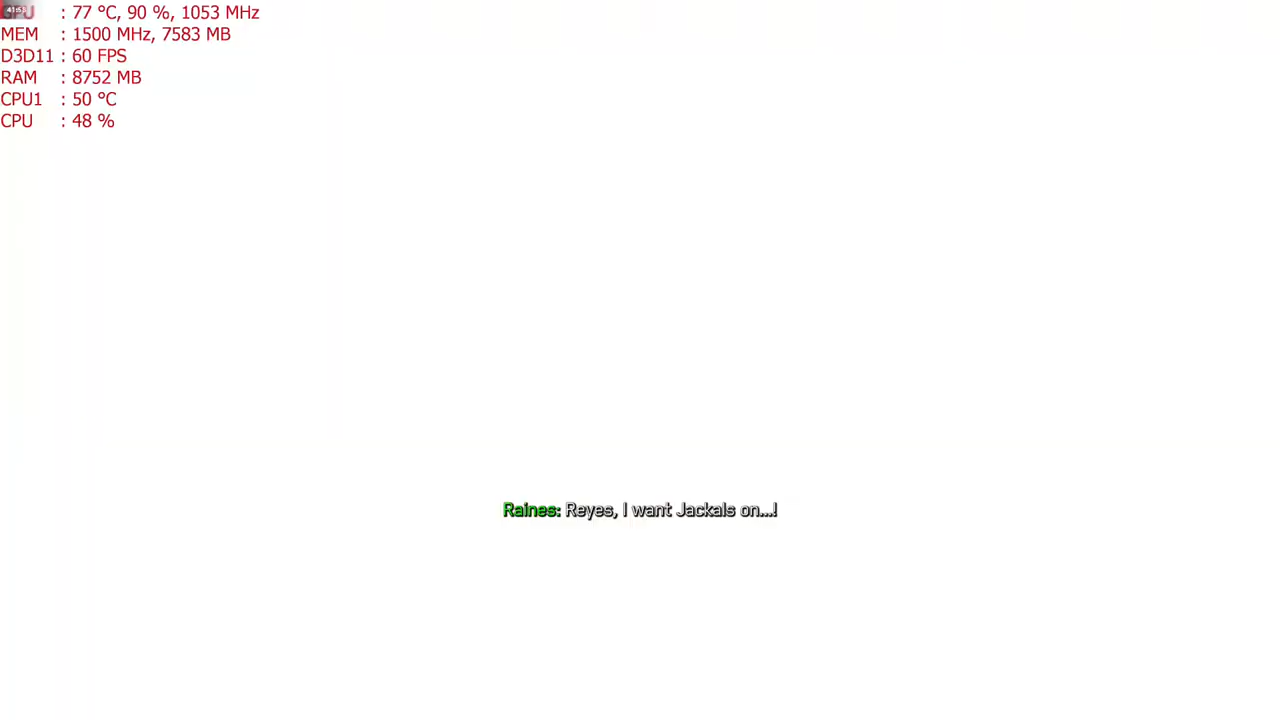 GPU : 77 °C, 90 %, 1053 MHz
MEM : 1500 MHz, 7583 MB
D3D11 : 60 FPS
RAM : 8752 MB
CPU1 : 50 °C
CPU : 48 %
Raines: Reyes, I want Jackals on...!